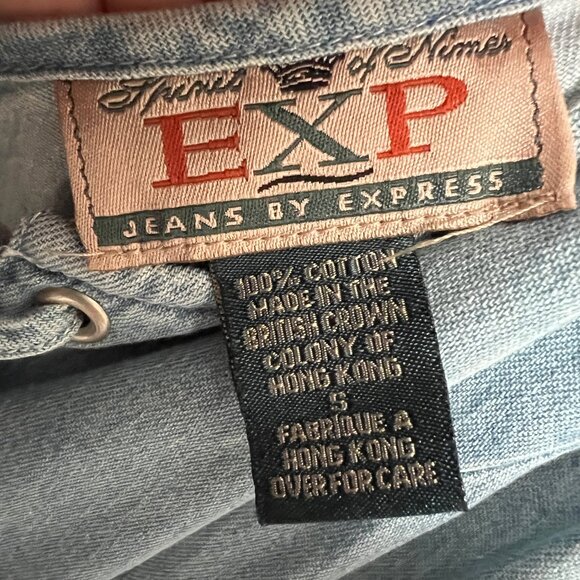 Spirit of Nimes
EXP
JEANS BY EXPRESS
100% COTTON
MADE IN THE
BRITISH CROWN
COLONY OF
HONG KONG
S
FABRIQUE A
HONG KONG
OVER FOR CARE